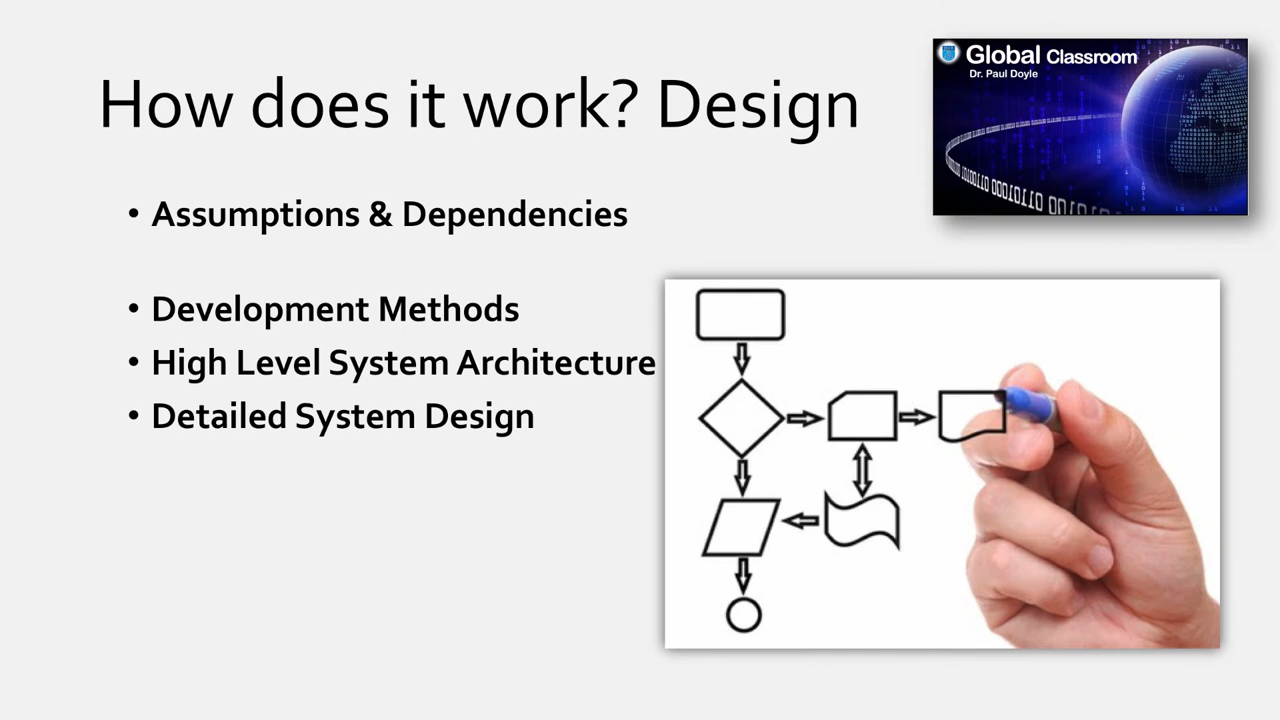 How does it work? Design
Global Classroom
Dr. Paul Doyle
• Assumptions & Dependencies
• Development Methods
• High Level System Architecture
• Detailed System Design